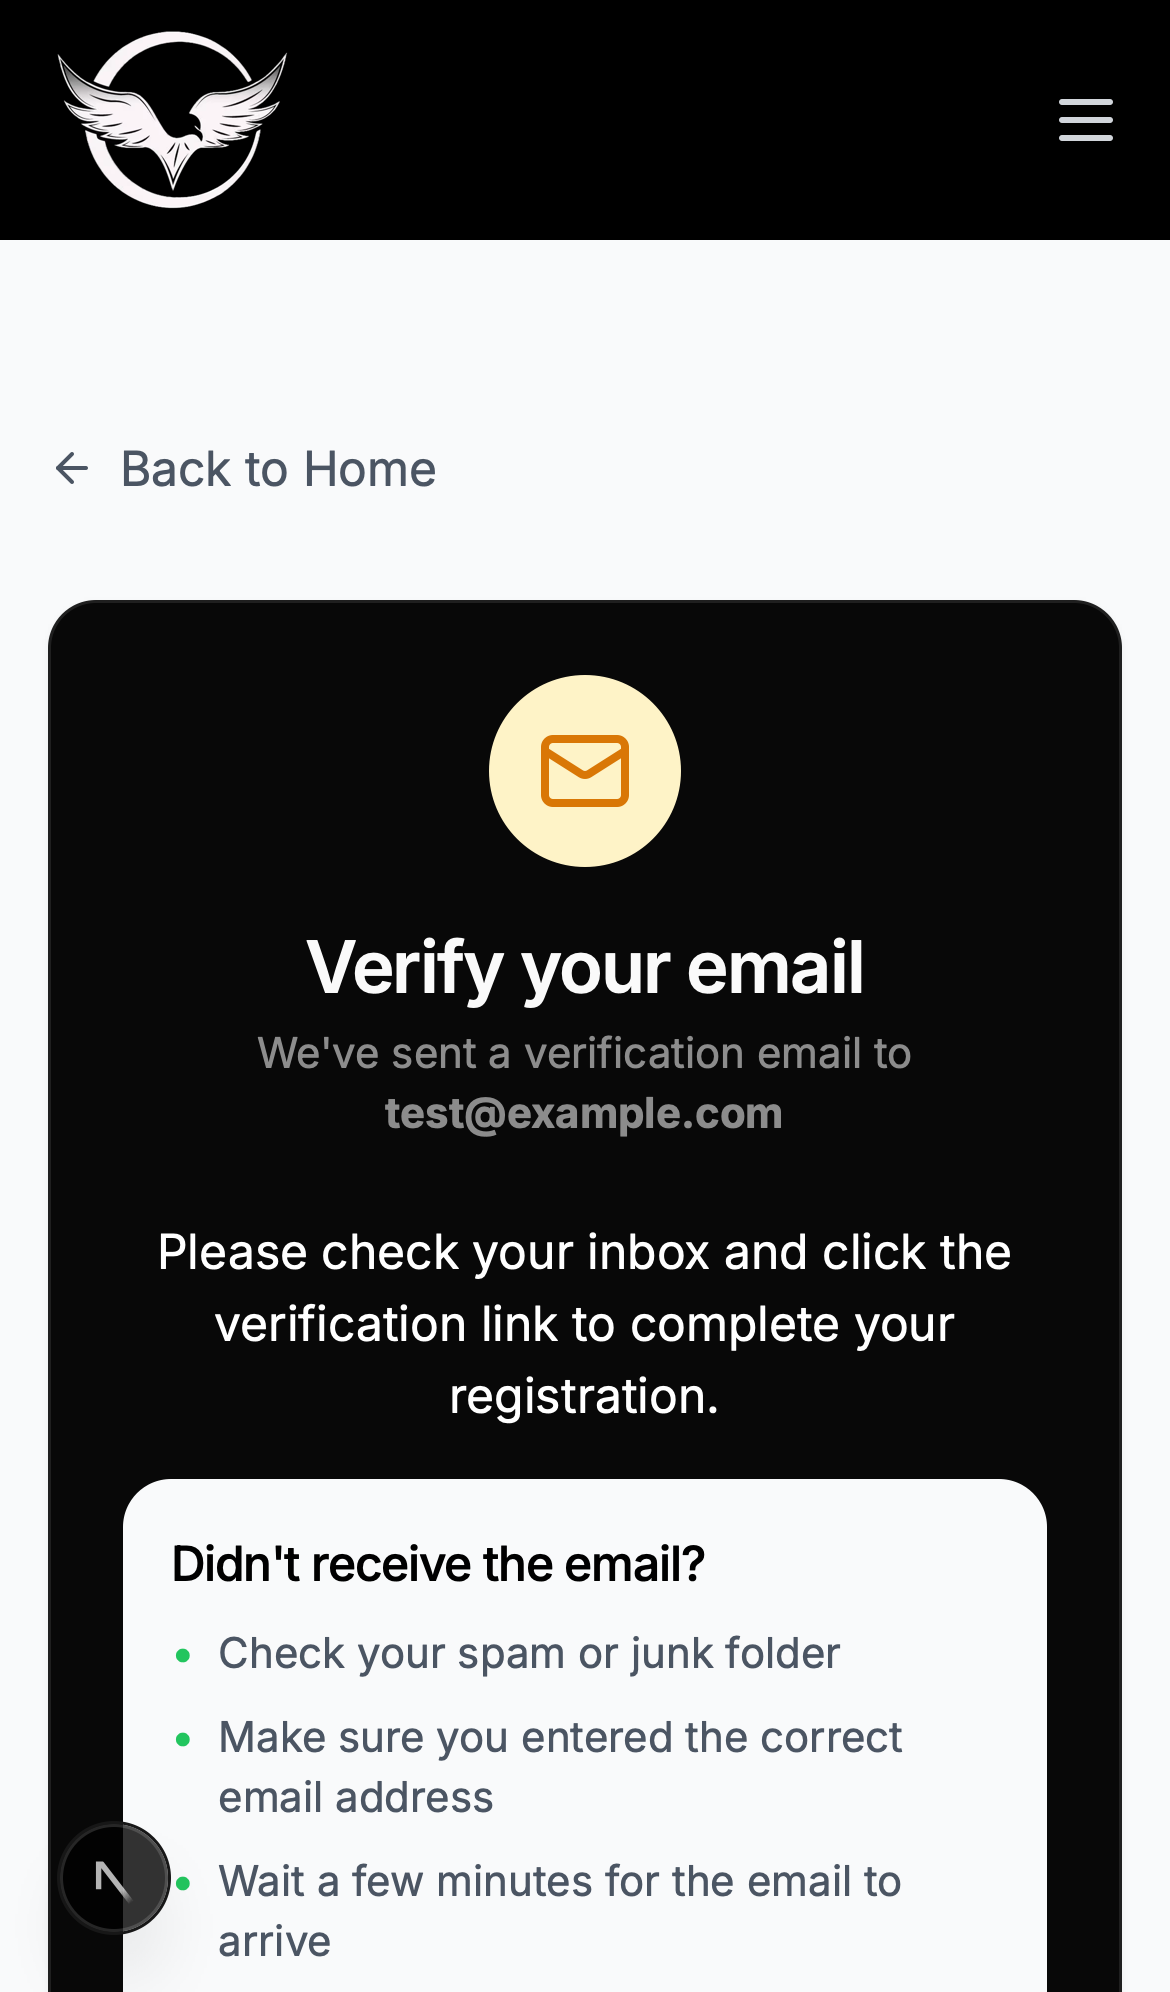 Back to Home
Verify your email
We've sent a verification email to
test@example.com
Please check your inbox and click the
verification link to complete your
registration.
Didn't receive the email?
Check your spam or junk folder
Make sure you entered the correct
email address
Wait a few minutes for the email to
arrive
N